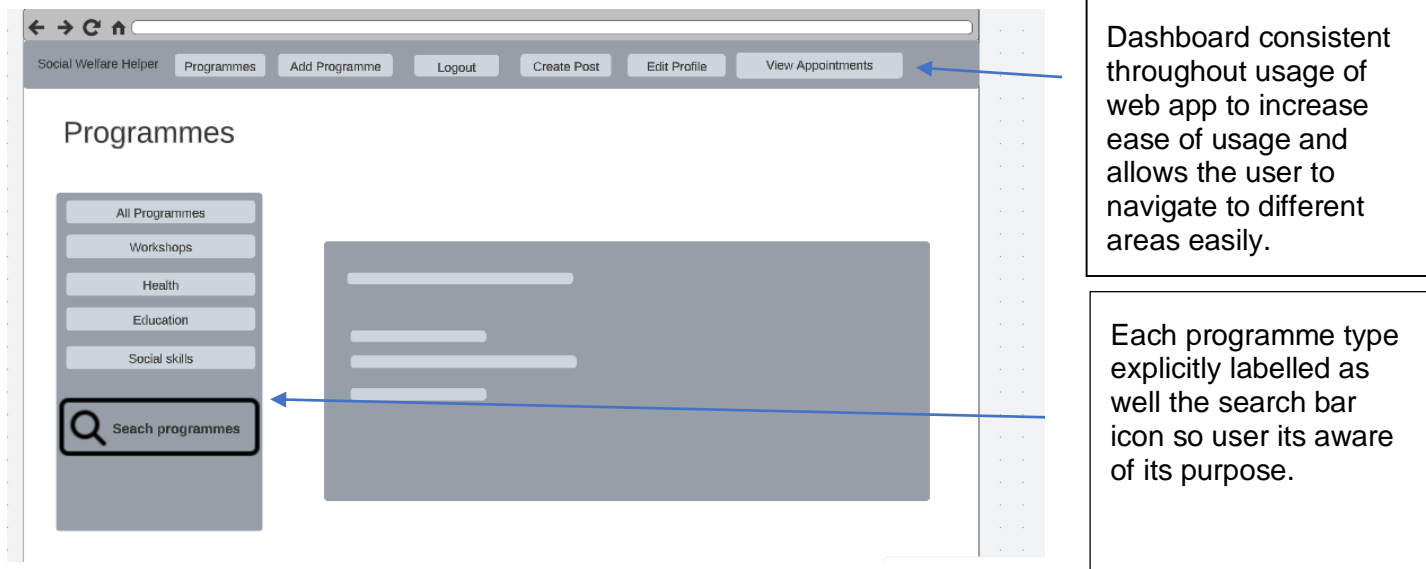 Social Welfare Helper Programmes Add Programme Logout Create Post Edit Profile View Appointments
Programmes
All Programmes
Workshops
Health
Education
Social skills
Seach programmes
Dashboard consistent
throughout usage of
web app to increase
ease of usage and
allows the user to
navigate to different
areas easily.
Each programme type
explicitly labelled as
well the search bar
icon so user its aware
of its purpose.